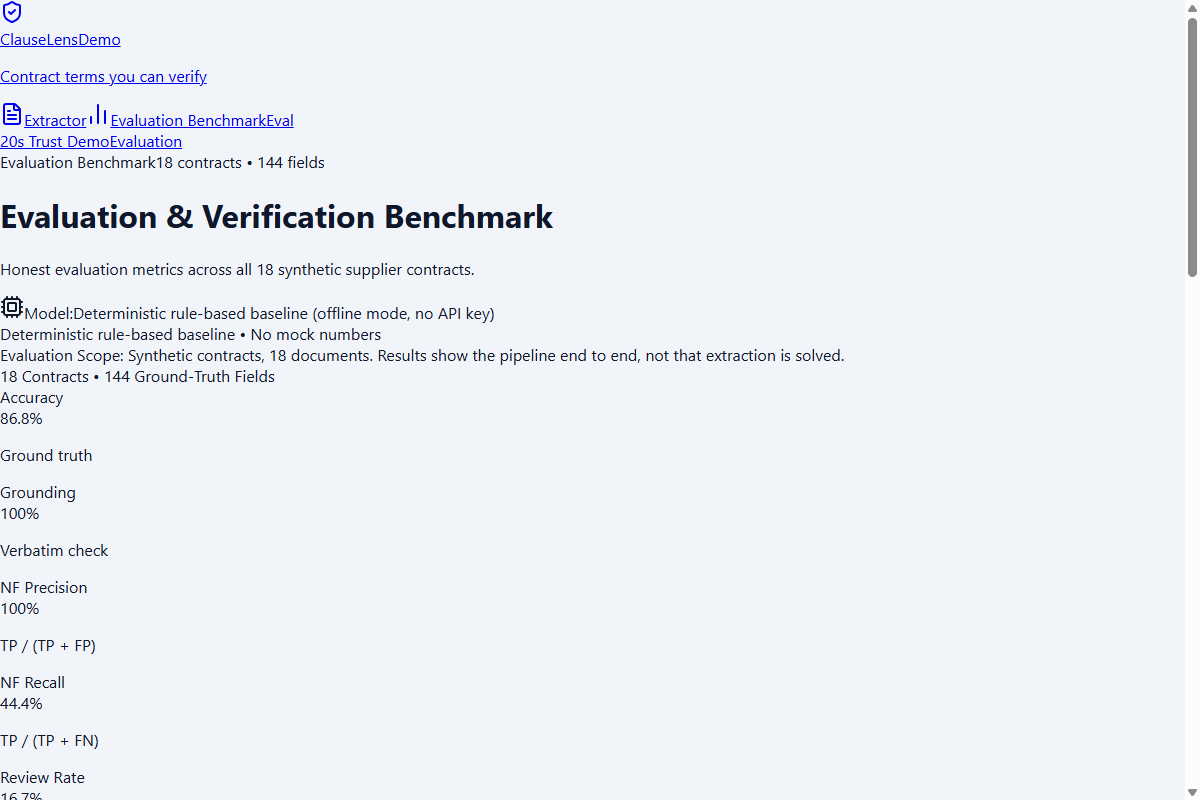 ClauseLensDemo
Contract terms you can verify
ExtractorEvaluation BenchmarkEval
20s Trust DemoEvaluation
Evaluation Benchmark18 contracts • 144 fields
Evaluation & Verification Benchmark
Honest evaluation metrics across all 18 synthetic supplier contracts.
Model:Deterministic rule-based baseline (offline mode, no API key)
Deterministic rule-based baseline • No mock numbers
Evaluation Scope: Synthetic contracts, 18 documents. Results show the pipeline end to end, not that extraction is solved.
18 Contracts • 144 Ground-Truth Fields
Accuracy
86.8%
Ground truth
Grounding
100%
Verbatim check
NF Precision
100%
TP / (TP + FP)
NF Recall
44.4%
TP / (TP + FN)
Review Rate
16.7%